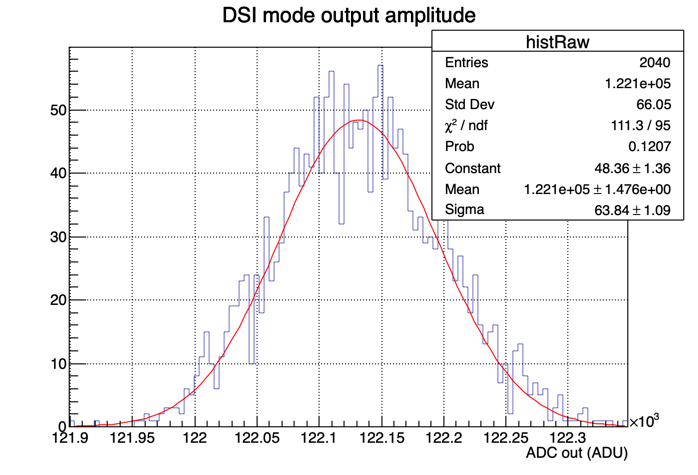 DSI mode output amplitude
histRaw
Entries 2040
Mean 1.221e+05
Std Dev 66.05
χ² / ndf 111.3 / 95
Prob 0.1207
Constant 48.36 ± 1.36
Mean 1.221e+05 ± 1.476e+00
Sigma 63.84 ± 1.09
50
40
30
20
10
0
121.9 121.95 122 122.05 122.1 122.15 122.2 122.25 122.3 ×10³
ADC out (ADU)